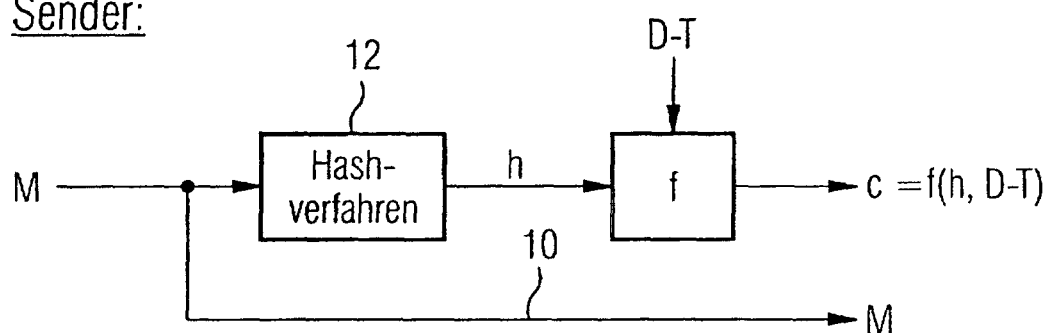 Sender:
D-T
12
M
Hash-
verfahren
h
f
c = f(h, D-T)
10
M